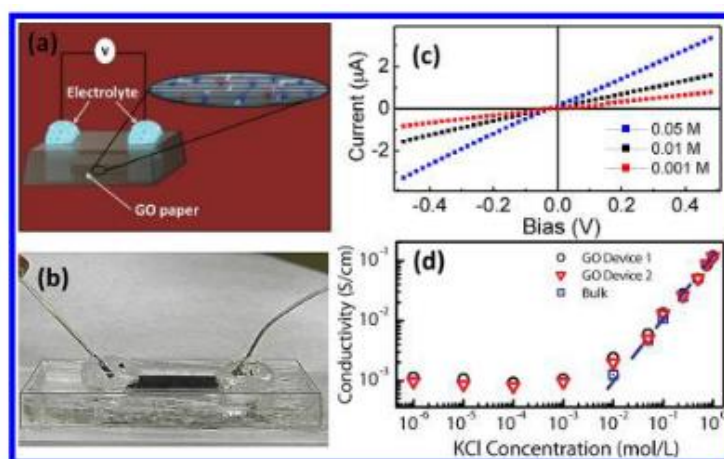 (a)
V
Electrolyte
GO paper
(b)
(c)
Current (μA)
2
0
-2
0.05 M
0.01 M
0.001 M
-0.4 -0.2 0.0 0.2 0.4
Bias (V)
(d)
Conductivity (S/cm)
10⁻¹
10⁻²
10⁻³
GO Device 1
GO Device 2
Bulk
10⁻⁶ 10⁻⁵ 10⁻⁴ 10⁻³ 10⁻² 10⁻¹ 10⁰
KCl Concentration (mol/L)